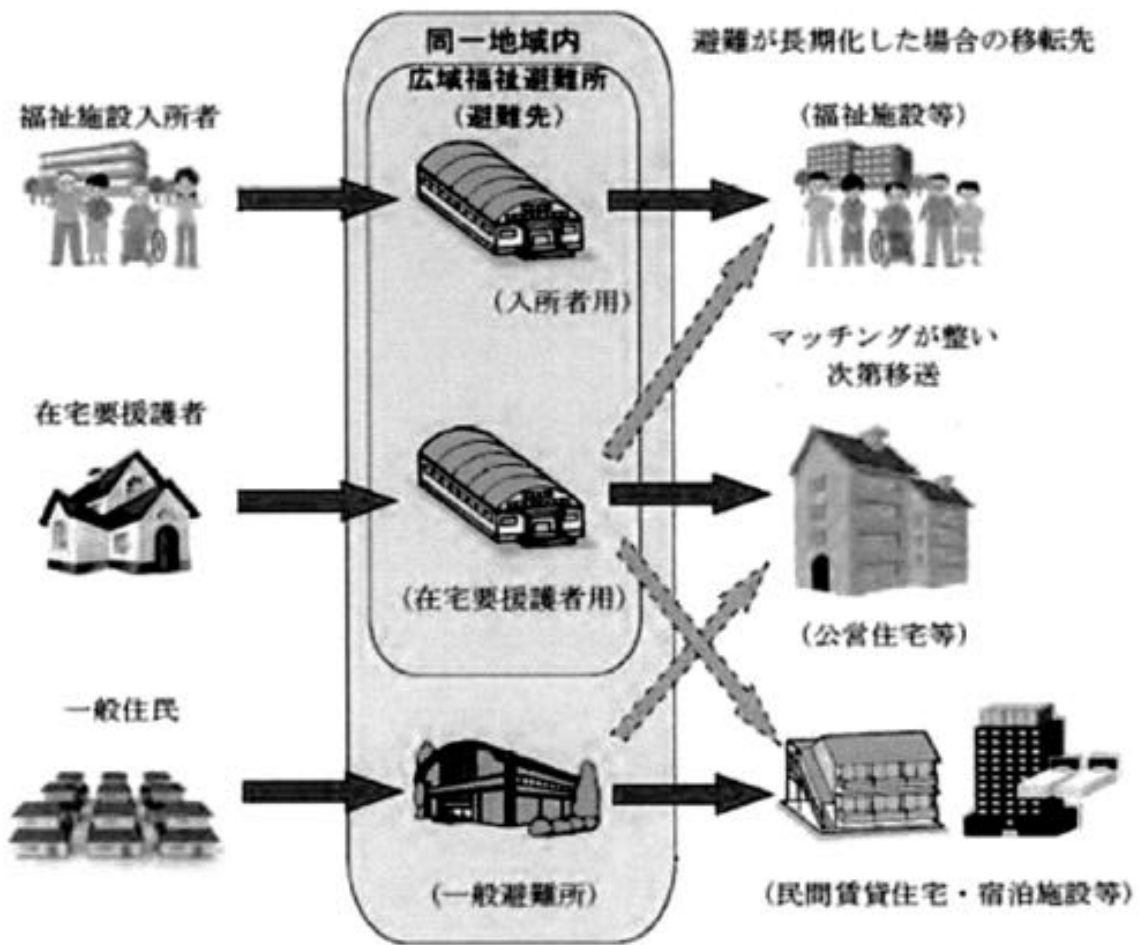 同一地域内
広域福祉避難所
(避難先)
避難が長期化した場合の移転先
福祉施設入所者
(福祉施設等)
(入所者用)
マッチングが整い
次第移送
在宅要援護者
(在宅要援護者用)
(公営住宅等)
一般住民
(一般避難所)
(民間賃貸住宅・宿泊施設等)